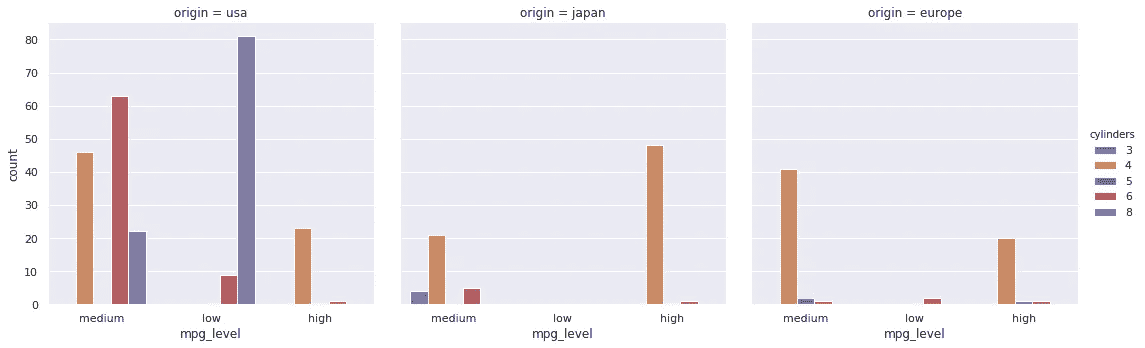 origin = usa
origin = japan
origin = europe
80
70
60
50
40
30
20
10
0
count
medium low high
medium low high
medium low high
mpg_level
mpg_level
mpg_level
cylinders
3
4
5
6
8